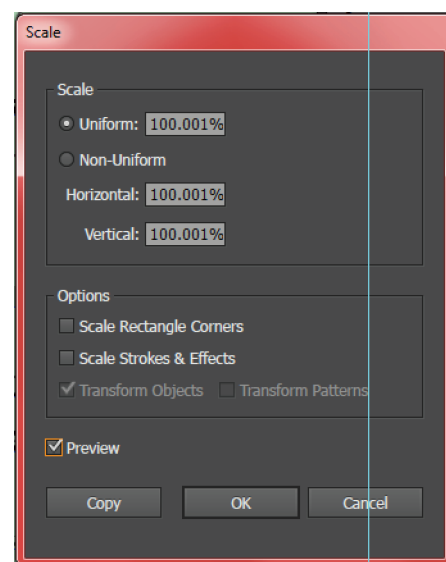 Scale
Scale
Uniform: 100.001%
Non-Uniform
Horizontal: 100.001%
Vertical: 100.001%
Options
Scale Rectangle Corners
Scale Strokes & Effects
Transform Objects Transform Patterns
Preview
Copy OK Cancel